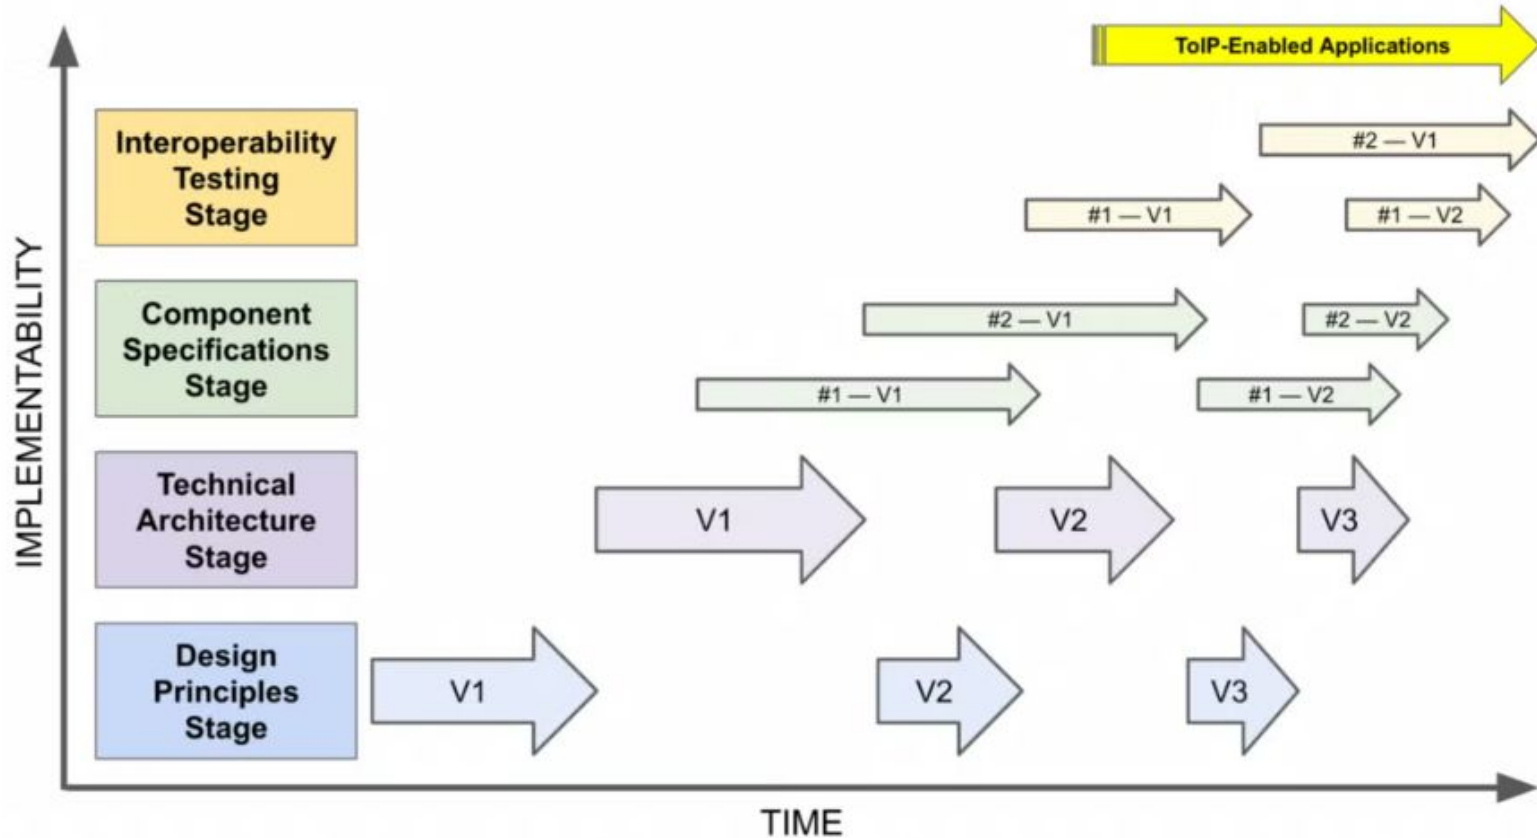 ToIP-Enabled Applications
Interoperability
Testing
Stage
#2 — V1
#1 — V1
#1 — V2
Component
Specifications
Stage
#2 — V1
#2 — V2
#1 — V1
#1 — V2
Technical
Architecture
Stage
V1
V2
V3
Design
Principles
Stage
V1
V2
V3
IMPLEMENTABILITY
TIME